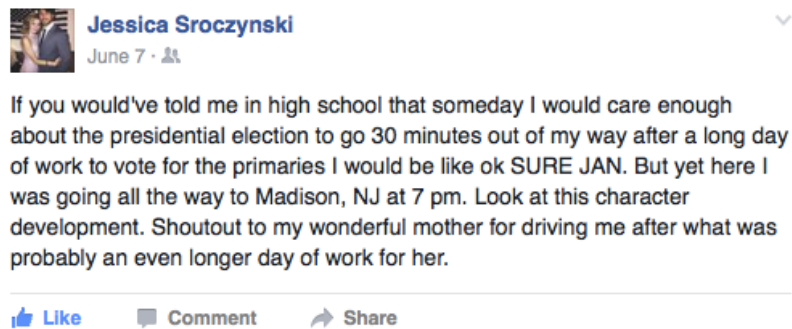 Jessica Sroczynski
June 7 ·
If you would've told me in high school that someday I would care enough
about the presidential election to go 30 minutes out of my way after a long day
of work to vote for the primaries I would be like ok SURE JAN. But yet here I
was going all the way to Madison, NJ at 7 pm. Look at this character
development. Shoutout to my wonderful mother for driving me after what was
probably an even longer day of work for her.
Like Comment Share